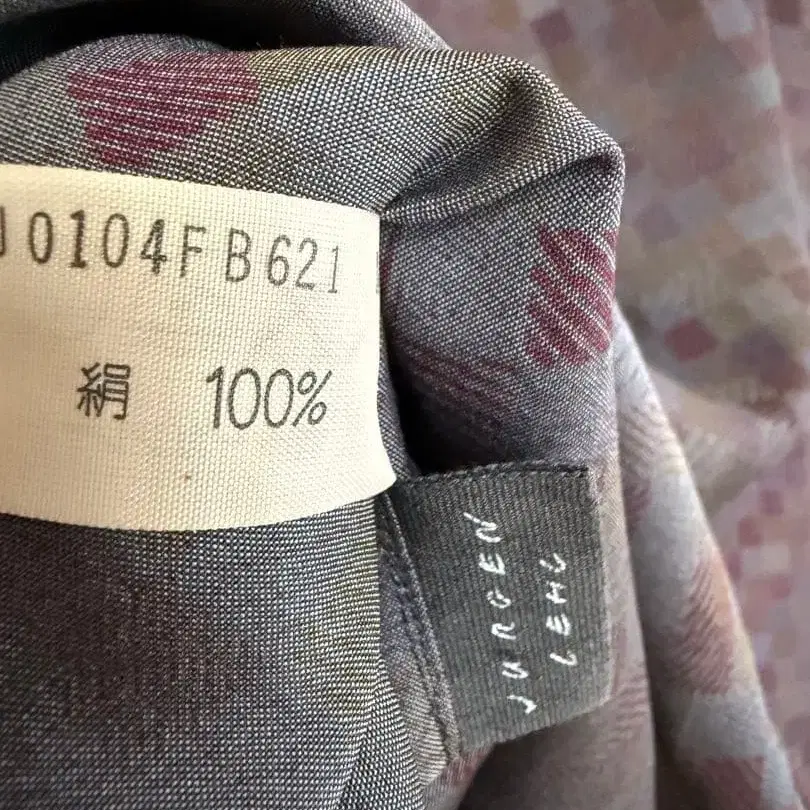 J0104FB621
絹 100%
JURGEN
LEHL